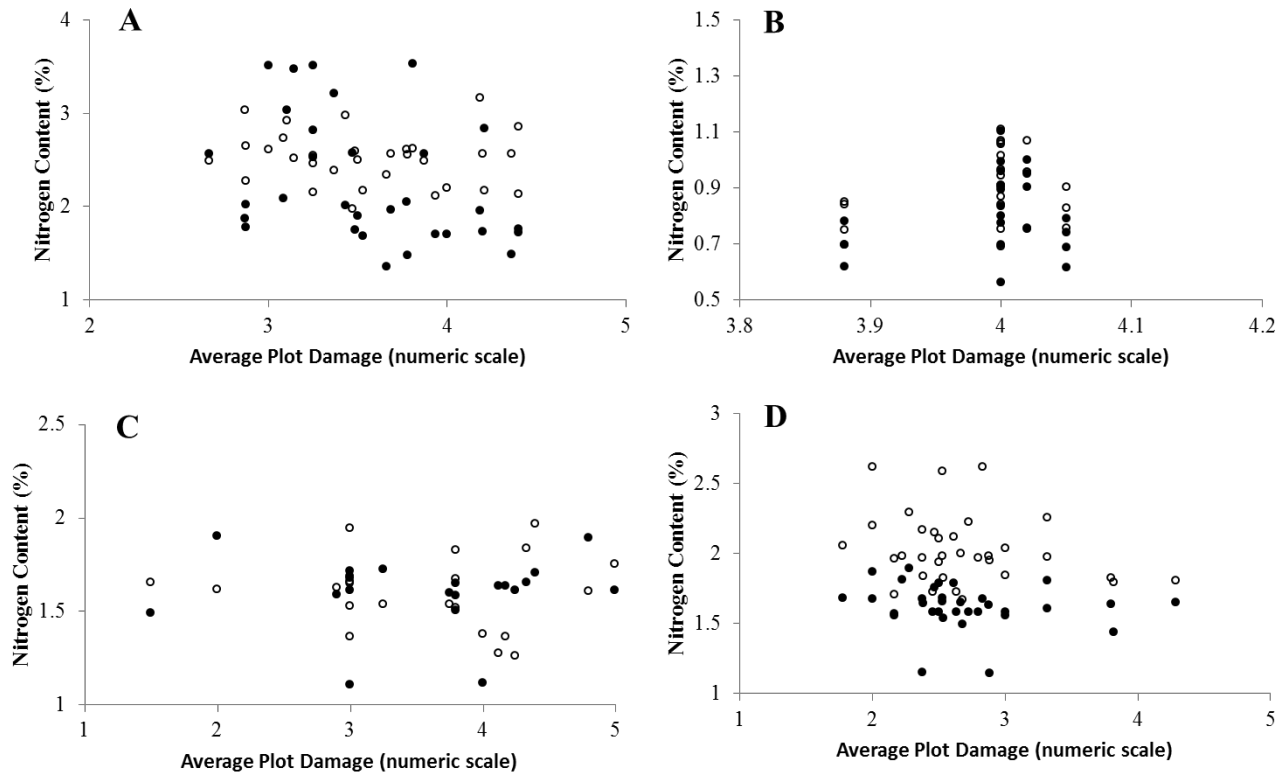 A
Nitrogen Content (%)
4
3
2
1
2 3 4 5
Average Plot Damage (numeric scale)
B
Nitrogen Content (%)
1.5
1.3
1.1
0.9
0.7
0.5
3.8 3.9 4 4.1 4.2
Average Plot Damage (numeric scale)
C
Nitrogen Content (%)
2.5
2
1.5
1
1 2 3 4 5
Average Plot Damage (numeric scale)
D
Nitrogen Content (%)
3
2.5
2
1.5
1
1 2 3 4 5
Average Plot Damage (numeric scale)